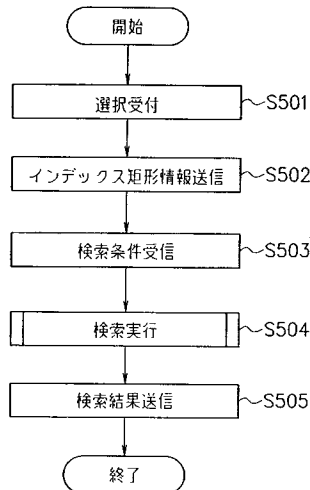 開始
選択受付 S501
インデックス矩形情報送信 S502
検索条件受信 S503
検索実行 S504
検索結果送信 S505
終了